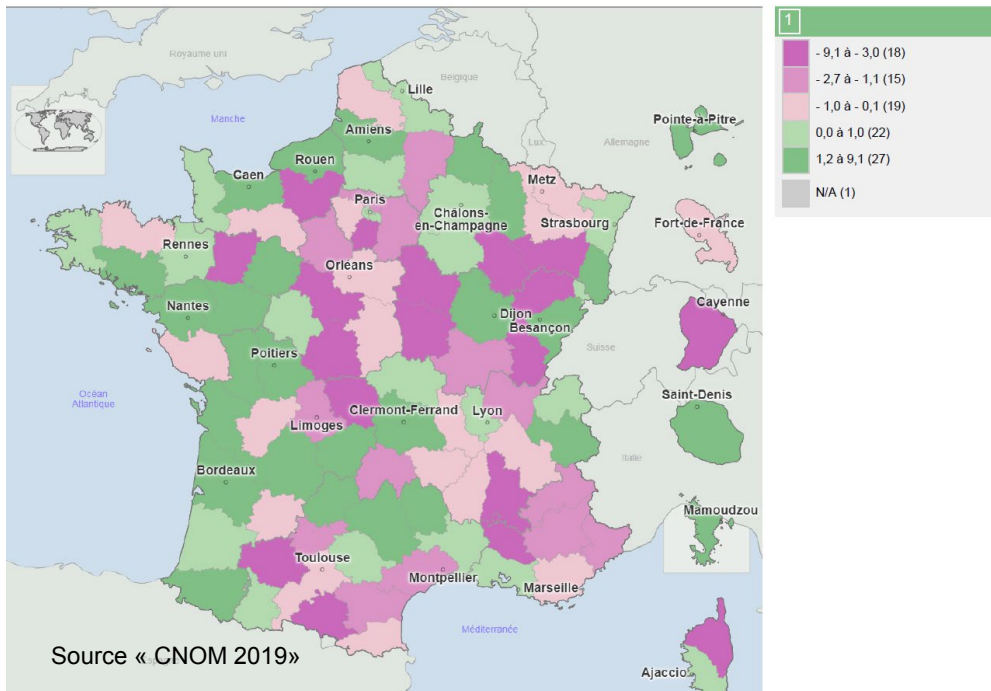 Royaume uni
Belgique
Lille
Manche
Amiens
Lux.
Allemagne
Rouen
Caen
Metz
Paris
Châlons-
en-Champagne
Strasbourg
Rennes
Orléans
Nantes
Dijon
Besançon
Poitiers
Suisse
Océan
Atlantique
Clermont-Ferrand
Lyon
Limoges
Italie
Bordeaux
Toulouse
Montpellier
Marseille
Méditerranée
Ajaccio
Source « CNOM 2019»
Pointe-à-Pitre
Fort-de-France
Cayenne
Saint-Denis
Mamoudzou
1
- 9,1 à - 3,0 (18)
- 2,7 à - 1,1 (15)
- 1,0 à - 0,1 (19)
0,0 à 1,0 (22)
1,2 à 9,1 (27)
N/A (1)